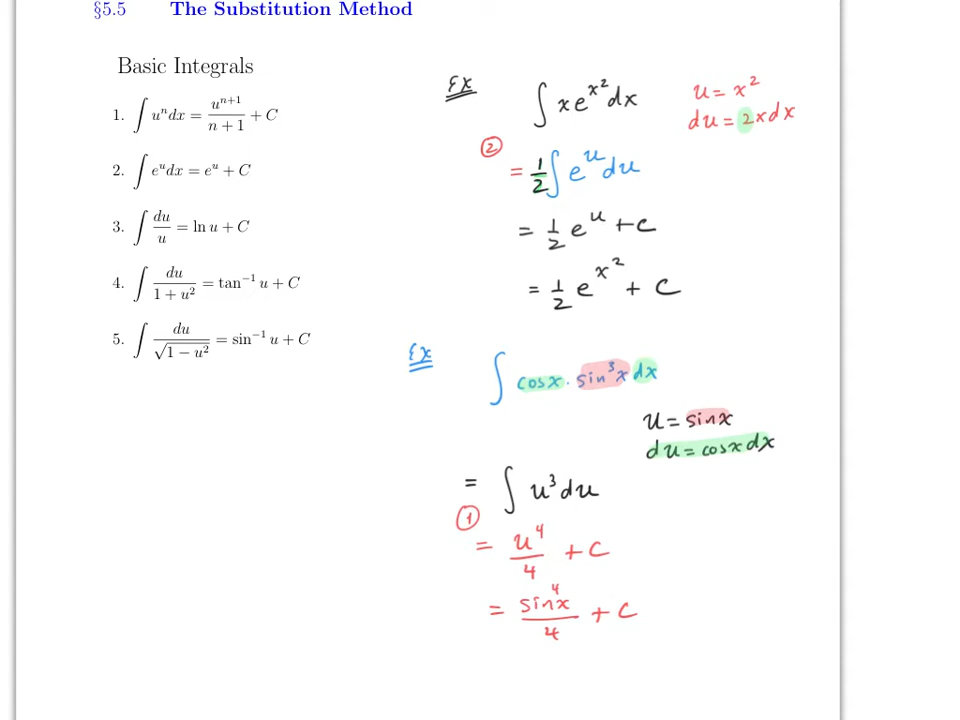 §5.5 The Substitution Method
Basic Integrals
1. ∫ uⁿdx = uⁿ⁺¹/(n + 1) + C
2. ∫ eᵘdx = eᵘ + C
3. ∫ du/u = ln u + C
4. ∫ du/(1 + u²) = tan⁻¹ u + C
5. ∫ du/√(1 − u²) = sin⁻¹ u + C
Ex ∫ xe^(x²) dx
u = x²
du = 2xdx
② = 1/2 ∫ eᵘ du
= 1/2 eᵘ + C
= 1/2 e^(x²) + C
Ex ∫ cosx · sin³x dx
u = sinx
du = cosx dx
= ∫ u³ du
① = u⁴/4 + C
= sin⁴x/4 + C